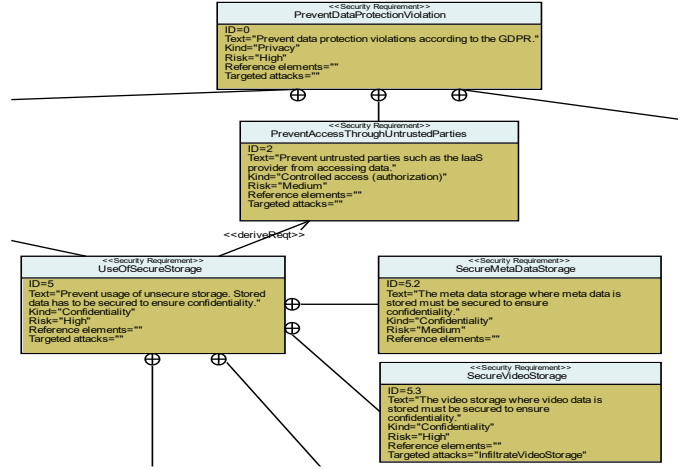 <<Security Requirement>>
PreventDataProtectionViolation
ID=0
Text="Prevent data protection violations according to the GDPR."
Kind="Privacy"
Risk="High"
Reference elements=""
Targeted attacks=""
<<Security Requirement>>
PreventAccessThroughUntrustedParties
ID=2
Text="Prevent untrusted parties such as the IaaS
provider from accessing data."
Kind="Controlled access (authorization)"
Risk="Medium"
Reference elements=""
Targeted attacks=""
<<deriveReqt>>
<<Security Requirement>>
UseOfSecureStorage
ID=5
Text="Prevent usage of unsecure storage. Stored
data has to be secured to ensure confidentiality."
Kind="Confidentiality"
Risk="High"
Reference elements=""
Targeted attacks=""
<<Security Requirement>>
SecureMetaDataStorage
ID=5.2
Text="The meta data storage where meta data is
stored must be secured to ensure
confidentiality."
Kind="Confidentiality"
Risk="Medium"
Reference elements=""
<<Security Requirement>>
SecureVideoStorage
ID=5.3
Text="The video storage where video data is
stored must be secured to ensure
confidentiality."
Kind="Confidentiality"
Risk="High"
Reference elements=""
Targeted attacks="InfiltrateVideoStorage"